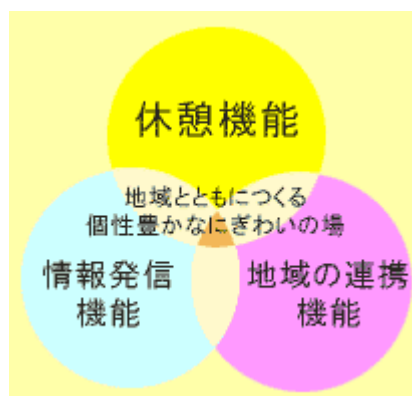 休憩機能
地域とともにつくる
個性豊かなにぎわいの場
情報発信
機能
地域の連携
機能